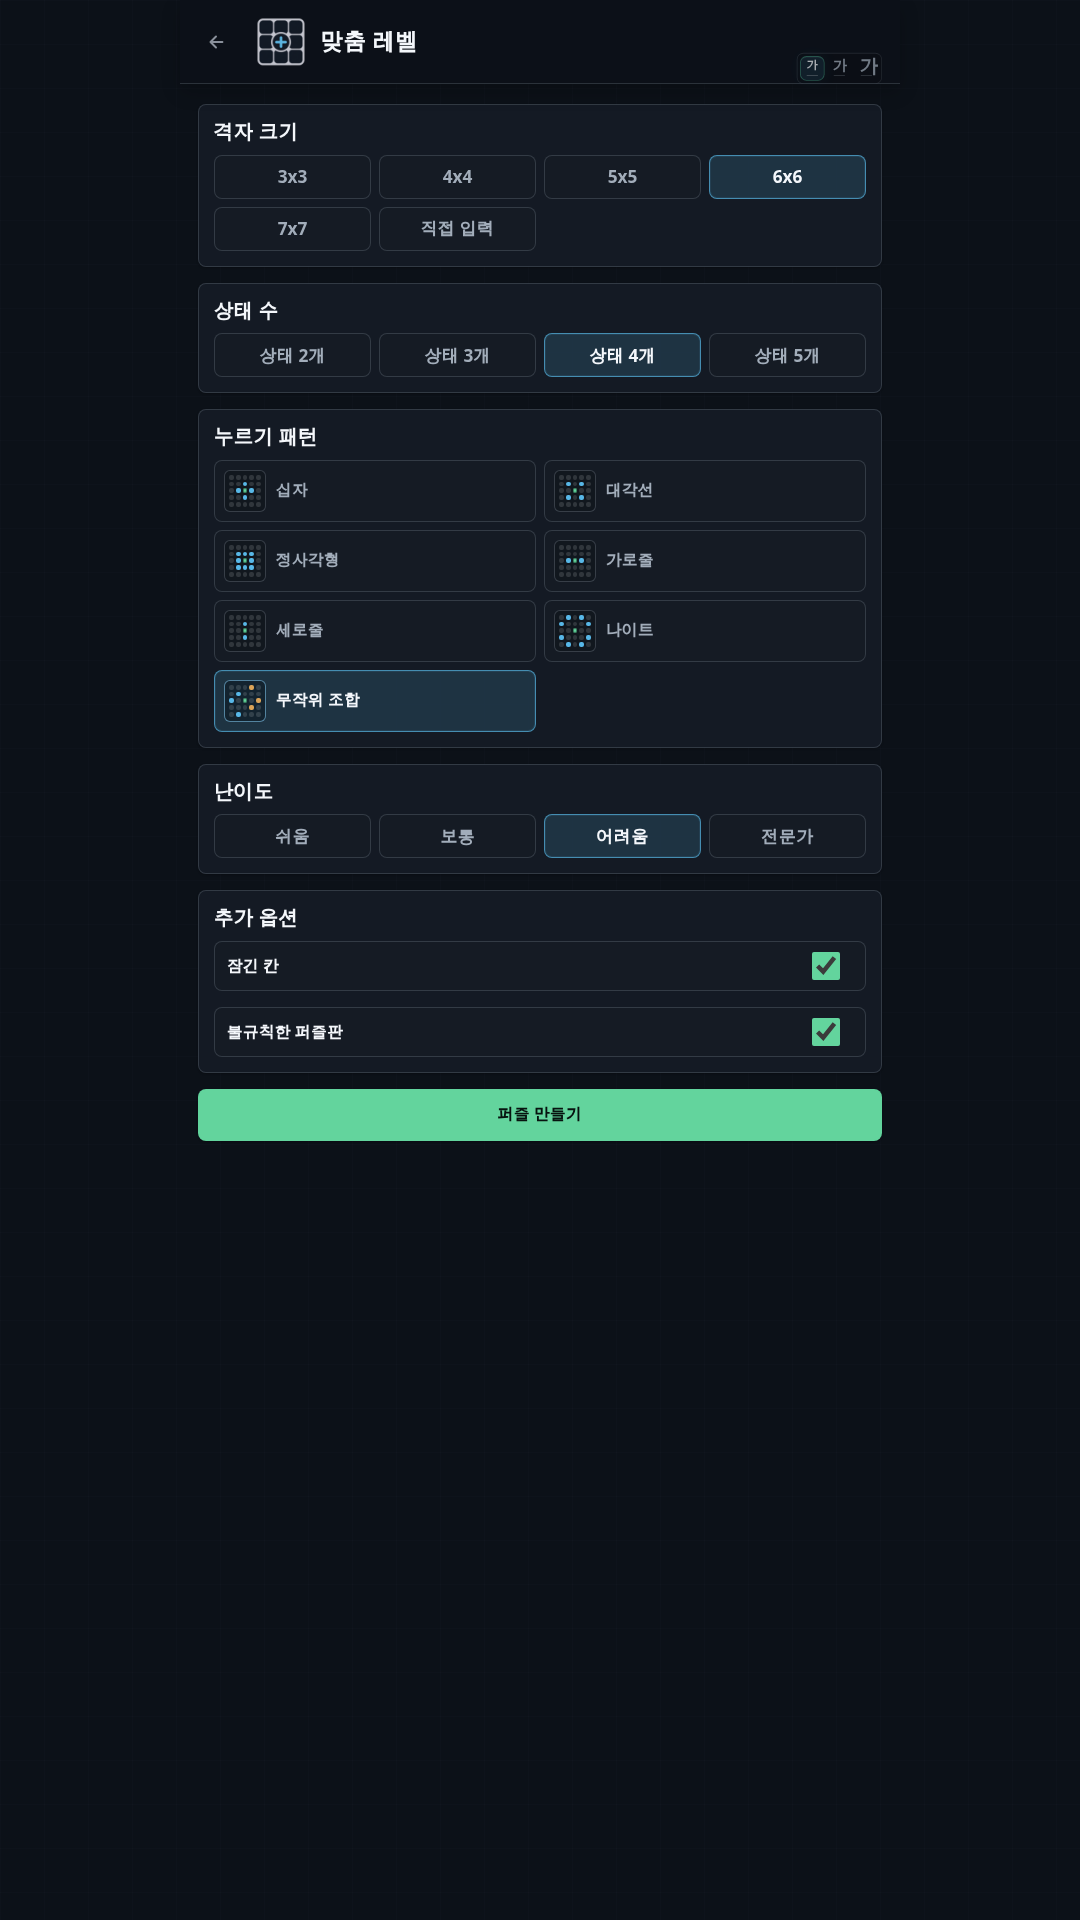 맞춤 레벨
가 가 가
격자 크기
3x3 4x4 5x5 6x6
7x7 직접 입력
상태 수
상태 2개 상태 3개 상태 4개 상태 5개
누르기 패턴
십자 대각선
정사각형 가로줄
세로줄 나이트
무작위 조합
난이도
쉬움 보통 어려움 전문가
추가 옵션
잠긴 칸
불규칙한 퍼즐판
퍼즐 만들기